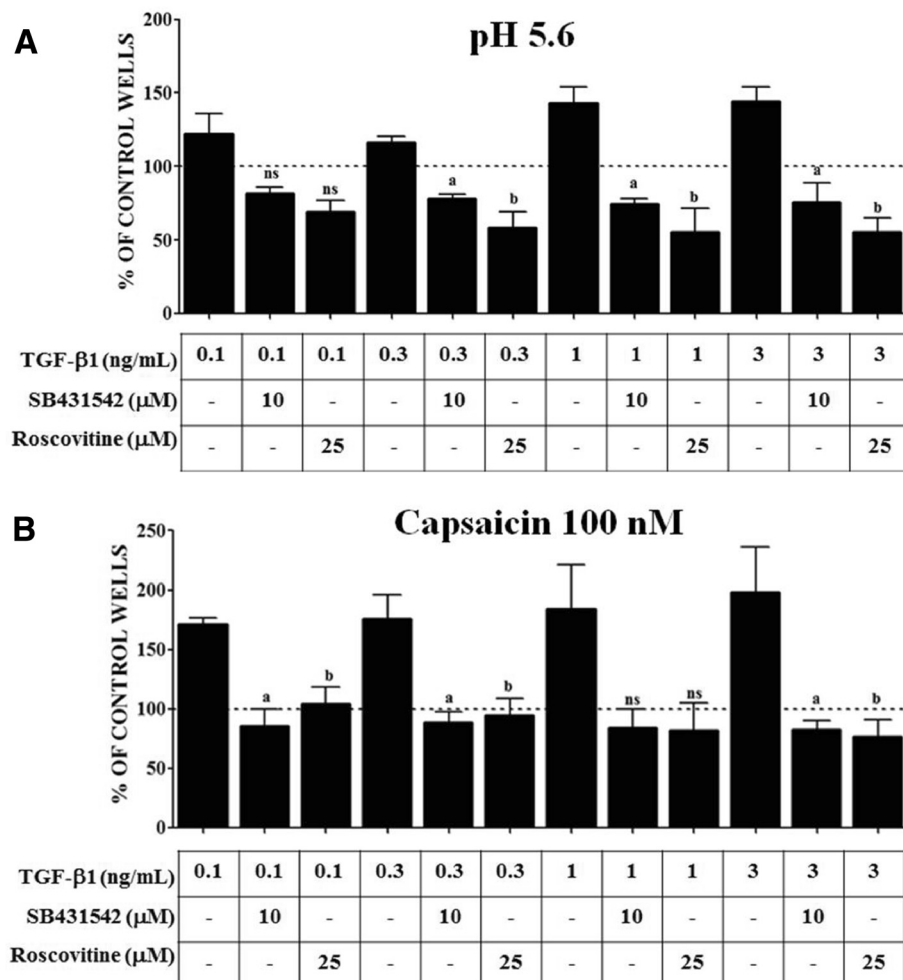 A
pH 5.6
% OF CONTROL WELLS
200
150
100
50
0
ns
ns
a
b
a
b
a
b
TGF-β1 (ng/mL) 0.1 0.1 0.1 0.3 0.3 0.3 1 1 1 3 3 3
SB431542 (μM) - 10 - - 10 - - 10 - - 10 -
Roscovitine (μM) - - 25 - - 25 - - 25 - - 25
B
Capsaicin 100 nM
% OF CONTROL WELLS
250
200
150
100
50
0
a
b
a
b
ns
ns
a
b
TGF-β1 (ng/mL) 0.1 0.1 0.1 0.3 0.3 0.3 1 1 1 3 3 3
SB431542 (μM) - 10 - - 10 - - 10 - - 10 -
Roscovitine (μM) - - 25 - - 25 - - 25 - - 25